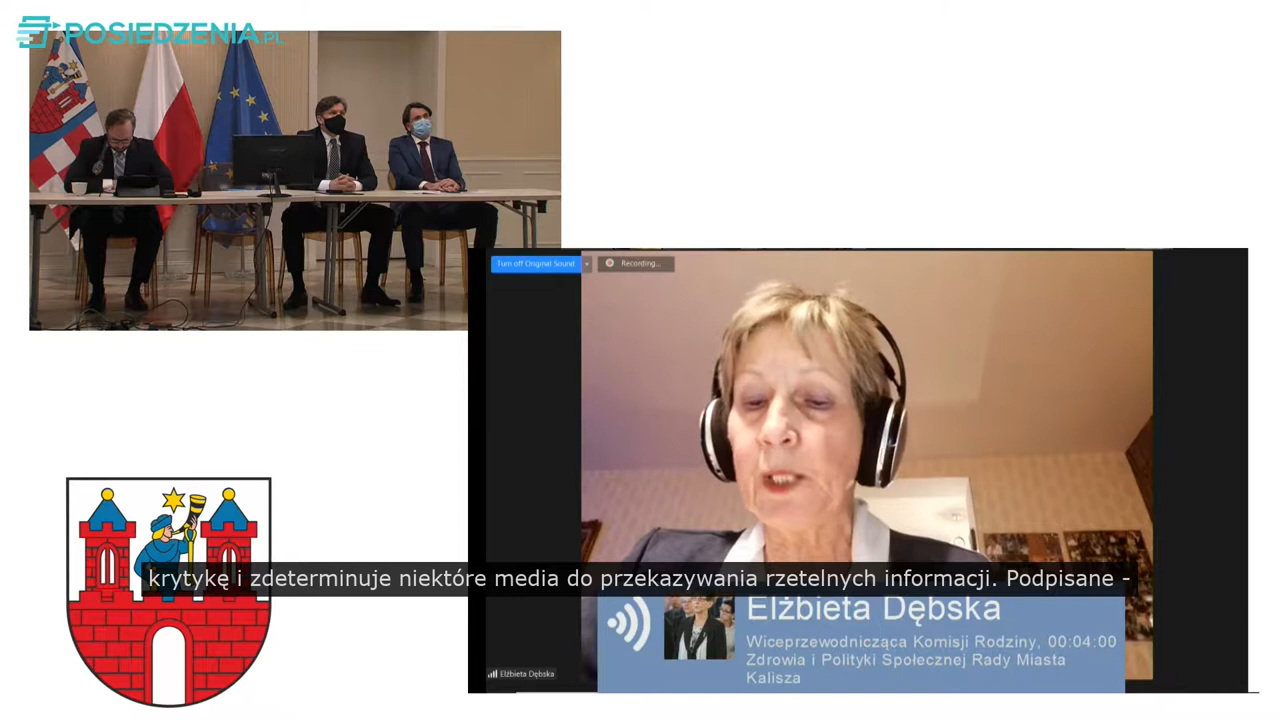 POSIEDZENIA.PL
Turn off Original Sound
Recording...
krytykę i zdeterminuje niektóre media do przekazywania rzetelnych informacji. Podpisane -
Elżbieta Dębska
Wiceprzewodnicząca Komisji Rodziny, 00:04:00
Zdrowia i Polityki Społecznej Rady Miasta
Kalisza
Elżbieta Dębska